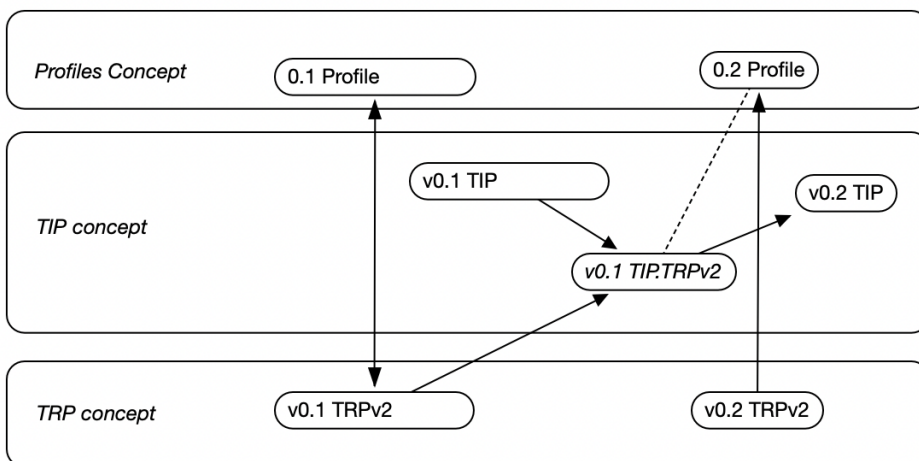 Profiles Concept
0.1 Profile
0.2 Profile
TIP concept
v0.1 TIP
v0.2 TIP
v0.1 TIP.TRPv2
TRP concept
v0.1 TRPv2
v0.2 TRPv2